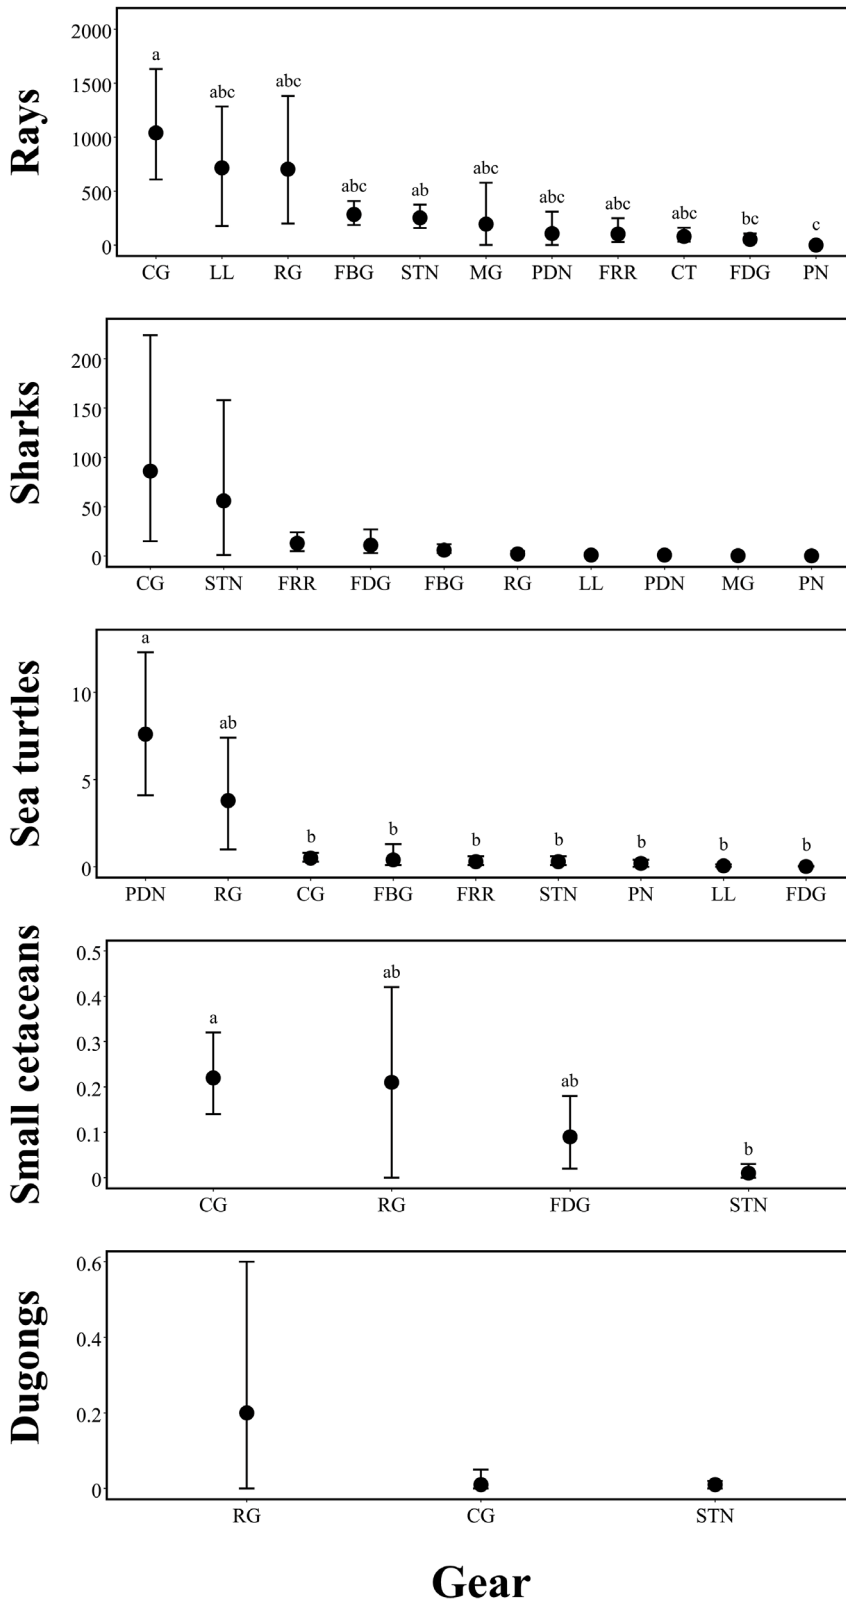 Rays
2000
1500
1000
500
0
a abc abc abc ab abc abc abc abc bc c
CG LL RG FBG STN MG PDN FRR CT FDG PN
Sharks
200
150
100
50
0
CG STN FRR FDG FBG RG LL PDN MG PN
Sea turtles
10
5
0
a ab b b b b b b b
PDN RG CG FBG FRR STN PN LL FDG
Small cetaceans
0.5
0.4
0.3
0.2
0.1
0
a ab ab b
CG RG FDG STN
Dugongs
0.6
0.4
0.2
0
RG CG STN
Gear